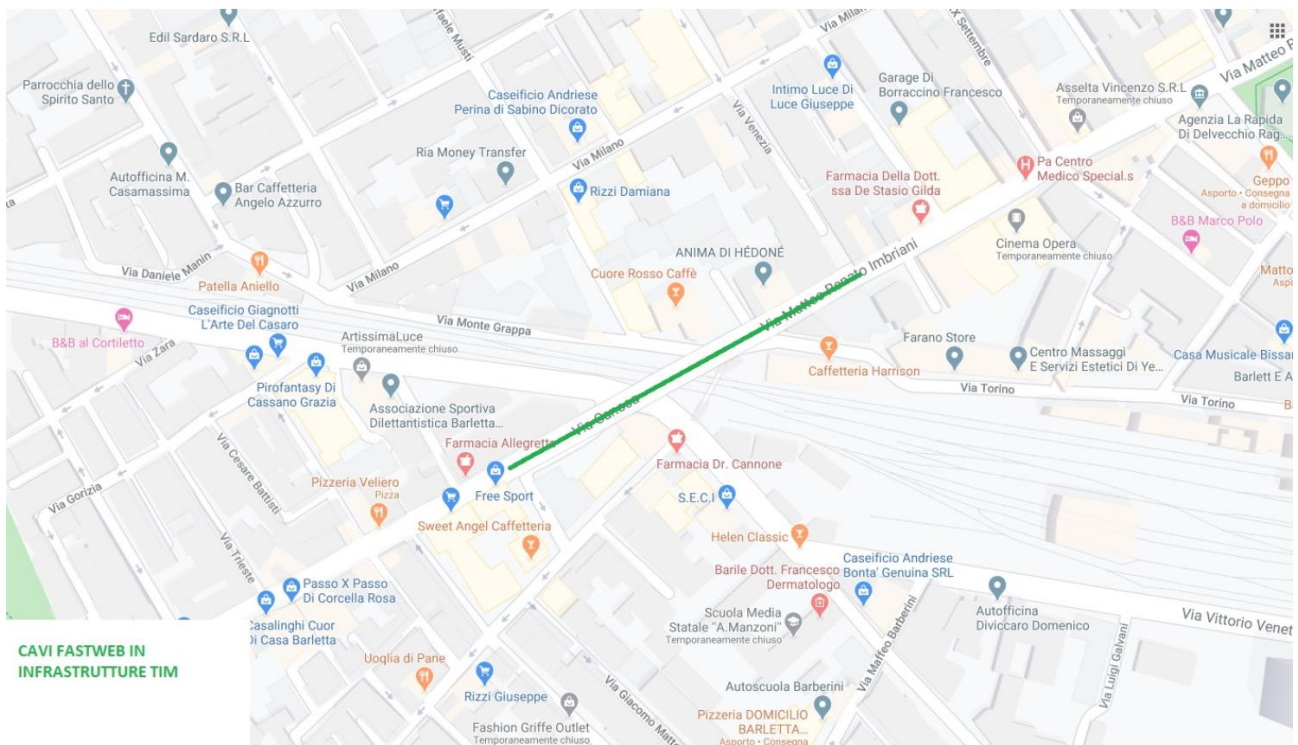 Edil Sardaro S.R.L
Raffaele Musti
Via Milano
X Settembre
Via Matteo R
Parrocchia dello
Spirito Santo
Caseificio Andriese
Perina di Sabino Dicorato
Intimo Luce Di
Luce Giuseppe
Garage Di
Borraccino Francesco
Asselta Vincenzo S.R.L
Temporaneamente chiuso
Agenzia La Rapida
Di Delvecchio Rag...
Via Venezia
Ria Money Transfer
Via Milano
Autofficina M.
Casamassima
Bar Caffetteria
Angelo Azzurro
Rizzi Damiana
Farmacia Della Dott.
ssa De Stasio Gilda
Pa Centro
Medico Special.s
Geppo
Asporto • Consegna
a domicilio
B&B Marco Polo
Cinema Opera
Temporaneamente chiuso
ANIMA DI HÉDONÉ
Via Matteo Renato Imbriani
Via Daniele Manin
Via Milano
Patella Aniello
Cuore Rosso Caffè
Matto
Aspo
Caseificio Giagnotti
L'Arte Del Casaro
Via Monte Grappa
B&B al Cortiletto
Via Zara
ArtissimaLuce
Temporaneamente chiuso
Farano Store
Centro Massaggi
E Servizi Estetici Di Ye...
Casa Musicale Bissan
Caffetteria Harrison
Barlett E A
Via Torino
Via Torino
B
Pirofantasy Di
Cassano Grazia
Associazione Sportiva
Dilettantistica Barletta...
Via Canosa
Farmacia Allegretta
Farmacia Dr. Cannone
Via Cesare Battisti
Via Gorizia
Pizzeria Veliero
Pizza
Free Sport
S.E.C.I
Sweet Angel Caffetteria
Helen Classic
Via Trieste
Caseificio Andriese
Bonta' Genuina SRL
Barile Dott. Francesco
Dermatologo
Passo X Passo
Di Corcella Rosa
Scuola Media
Statale "A.Manzoni"
Temporaneamente chiuso
Autofficina
Diviccaro Domenico
Via Vittorio Venet
Casalinghi Cuor
Di Casa Barletta
Via Maffeo Barberini
Via Luigi Galvani
CAVI FASTWEB IN
INFRASTRUTTURE TIM
Uoglia di Pane
Rizzi Giuseppe
Via Giacomo Matte
Autoscuola Barberini
Fashion Griffe Outlet
Temporaneamente chiuso
Pizzeria DOMICILIO
BARLETTA...
Asporto • Consegna